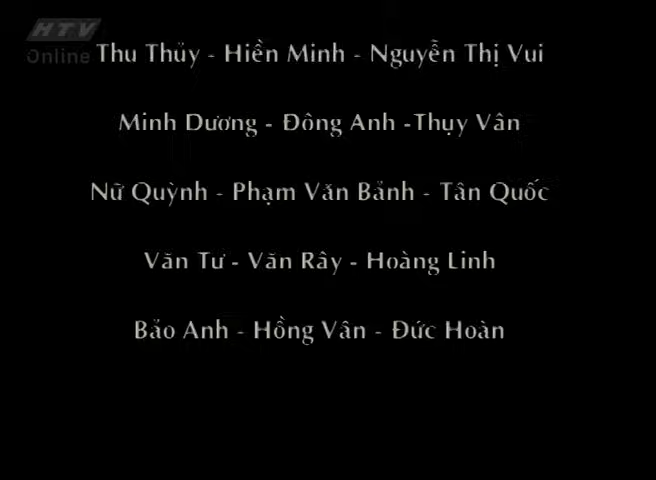 HTV
Online
Thu Thủy - Hiền Minh - Nguyễn Thị Vui
Minh Dương - Đông Anh -Thụy Vân
Nữ Quỳnh - Phạm Văn Bảnh - Tân Quốc
Văn Tư - Văn Rây - Hoàng Linh
Bảo Anh - Hồng Vân - Đức Hoàn